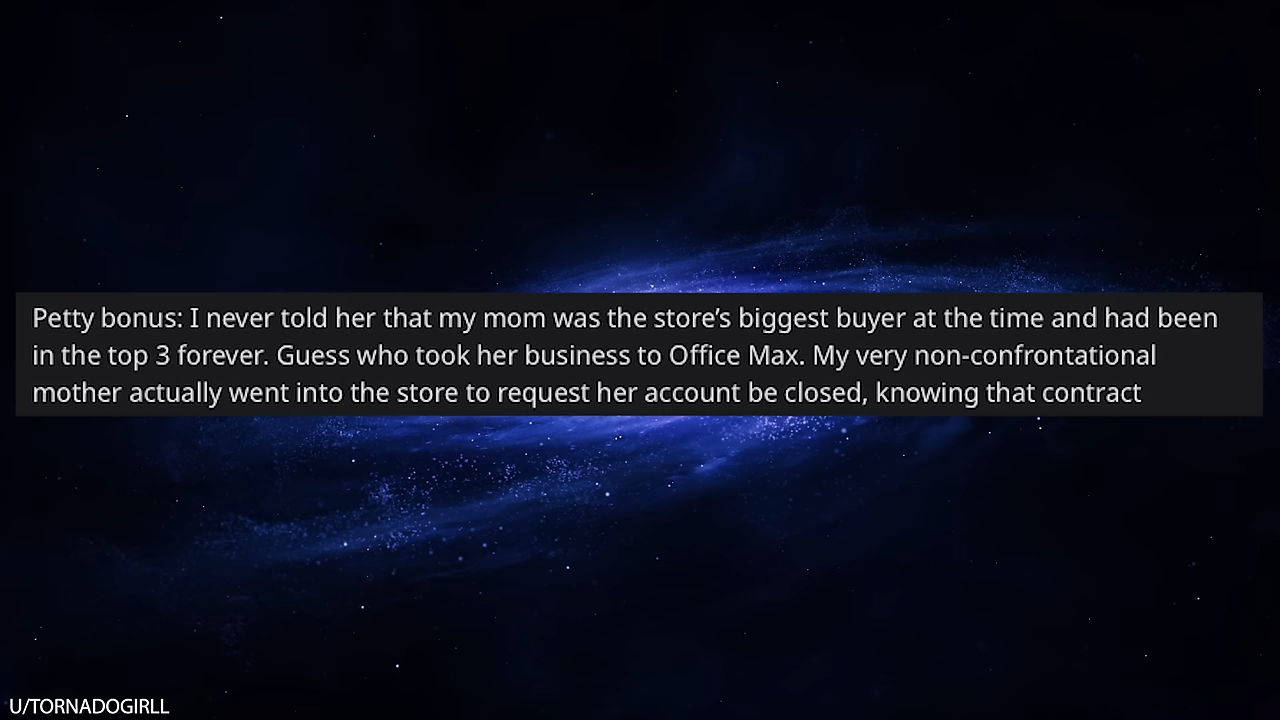 Petty bonus: I never told her that my mom was the store’s biggest buyer at the time and had been
in the top 3 forever. Guess who took her business to Office Max. My very non-confrontational
mother actually went into the store to request her account be closed, knowing that contract
U/TORNADOGIRLL